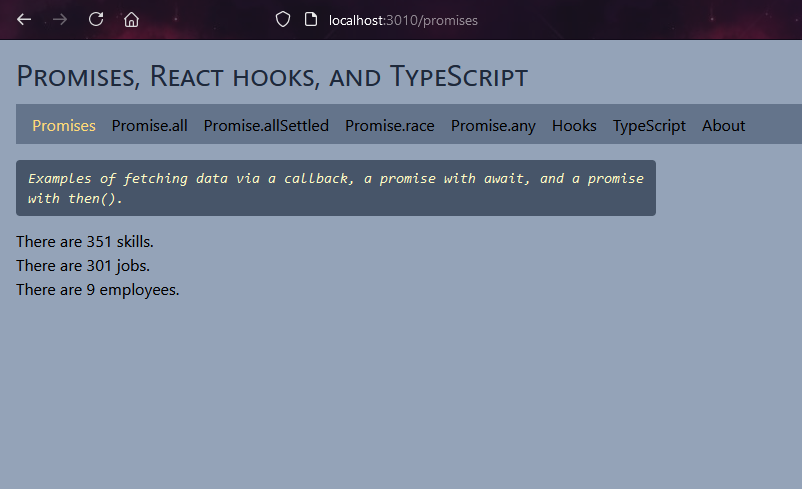 localhost:3010/promises
Promises, React hooks, and TypeScript
Promises Promise.all Promise.allSettled Promise.race Promise.any Hooks TypeScript About
Examples of fetching data via a callback, a promise with await, and a promise
with then().
There are 351 skills.
There are 301 jobs.
There are 9 employees.